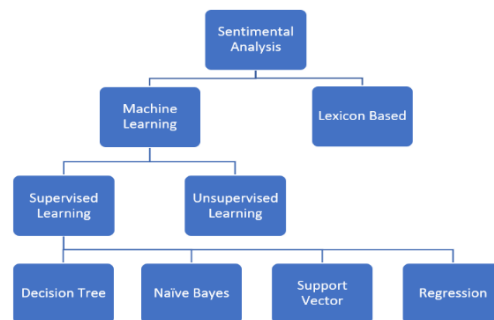 Sentimental
Analysis
Machine
Learning
Lexicon Based
Supervised
Learning
Unsupervised
Learning
Decision Tree
Naïve Bayes
Support
Vector
Regression